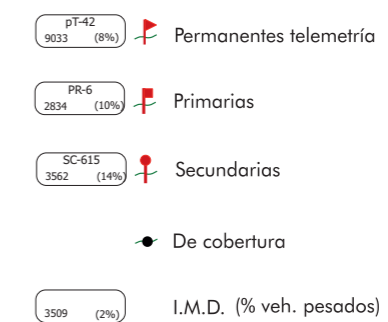 pT-42
9033 (8%) Permanentes telemetría
PR-6
2834 (10%) Primarias
SC-615
3562 (14%) Secundarias
De cobertura
3509 (2%) I.M.D. (% veh. pesados)